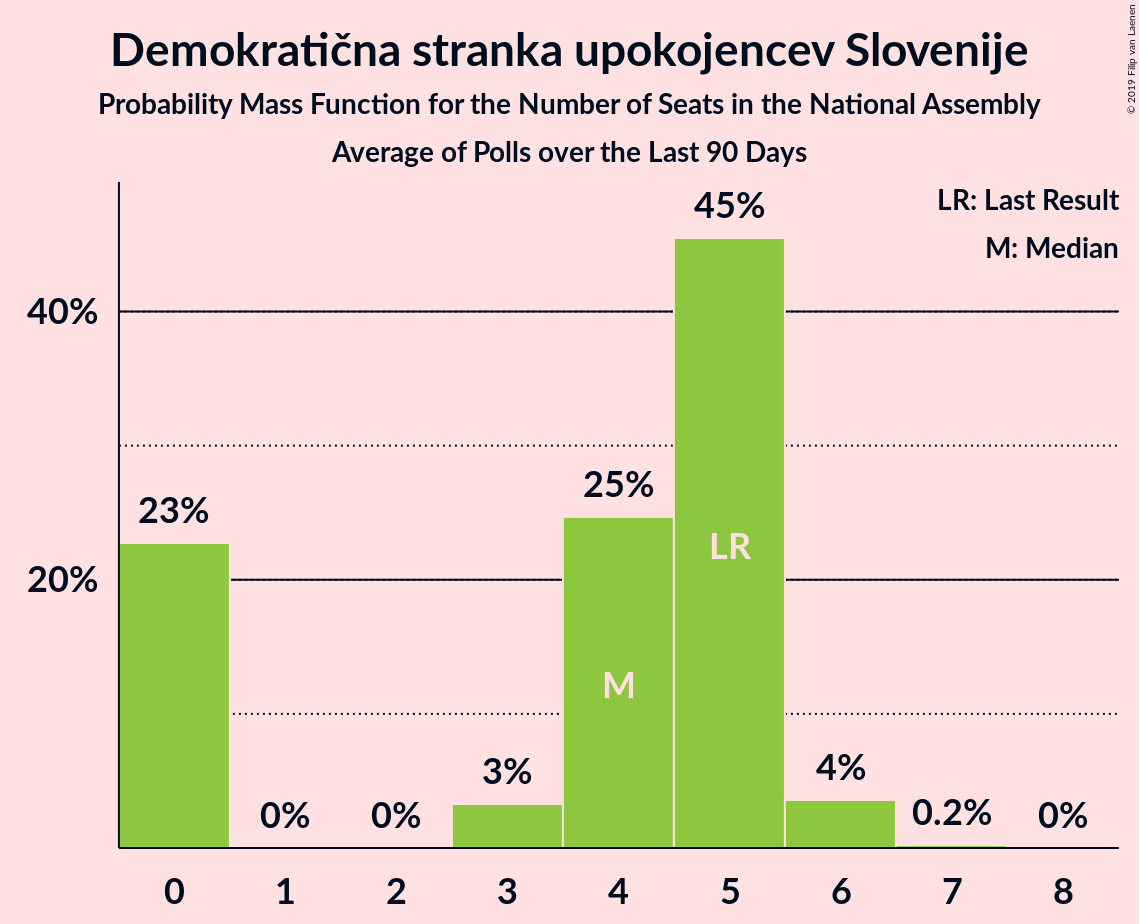 Demokratična stranka upokojencev Slovenije
Probability Mass Function for the Number of Seats in the National Assembly
Average of Polls over the Last 90 Days
© 2019 Filip van Laenen
LR: Last Result
M: Median
40%
20%
23%
0%
0%
3%
25%
45%
4%
0.2%
0%
M
LR
0 1 2 3 4 5 6 7 8